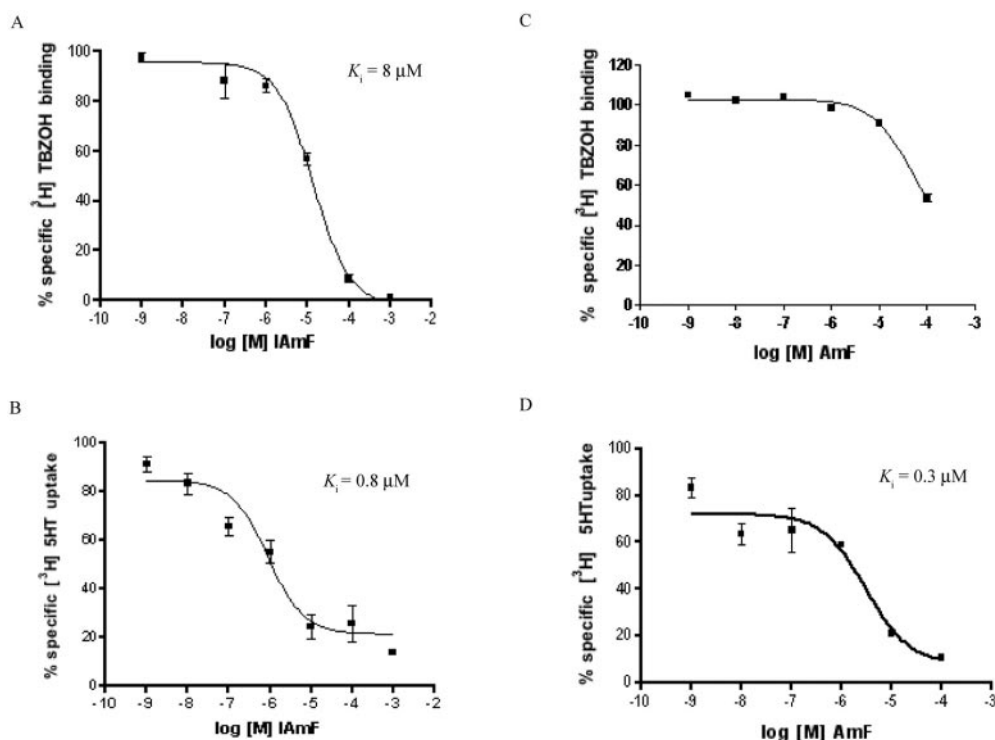 A
100
80
60
40
20
0
% specific [³H] TBZOH binding
Kᵢ = 8 µM
-10 -9 -8 -7 -6 -5 -4 -3 -2
log [M] IAmF
C
120
100
80
60
40
20
0
% specific [³H] TBZOH binding
-10 -9 -8 -7 -6 -5 -4 -3
log [M] AmF
B
100
80
60
40
20
0
% specific [³H] 5HT uptake
Kᵢ = 0.8 µM
-10 -9 -8 -7 -6 -5 -4 -3 -2
log [M] IAmF
D
100
80
60
40
20
0
% specific [³H] 5HTuptake
Kᵢ = 0.3 µM
-10 -9 -8 -7 -6 -5 -4 -3
log [M] AmF